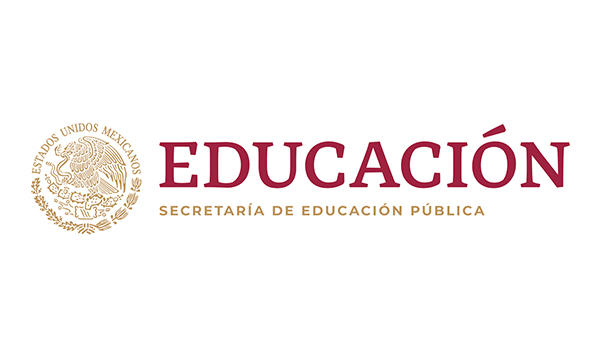 ESTADOS UNIDOS MEXICANOS
EDUCACIÓN
SECRETARÍA DE EDUCACIÓN PÚBLICA